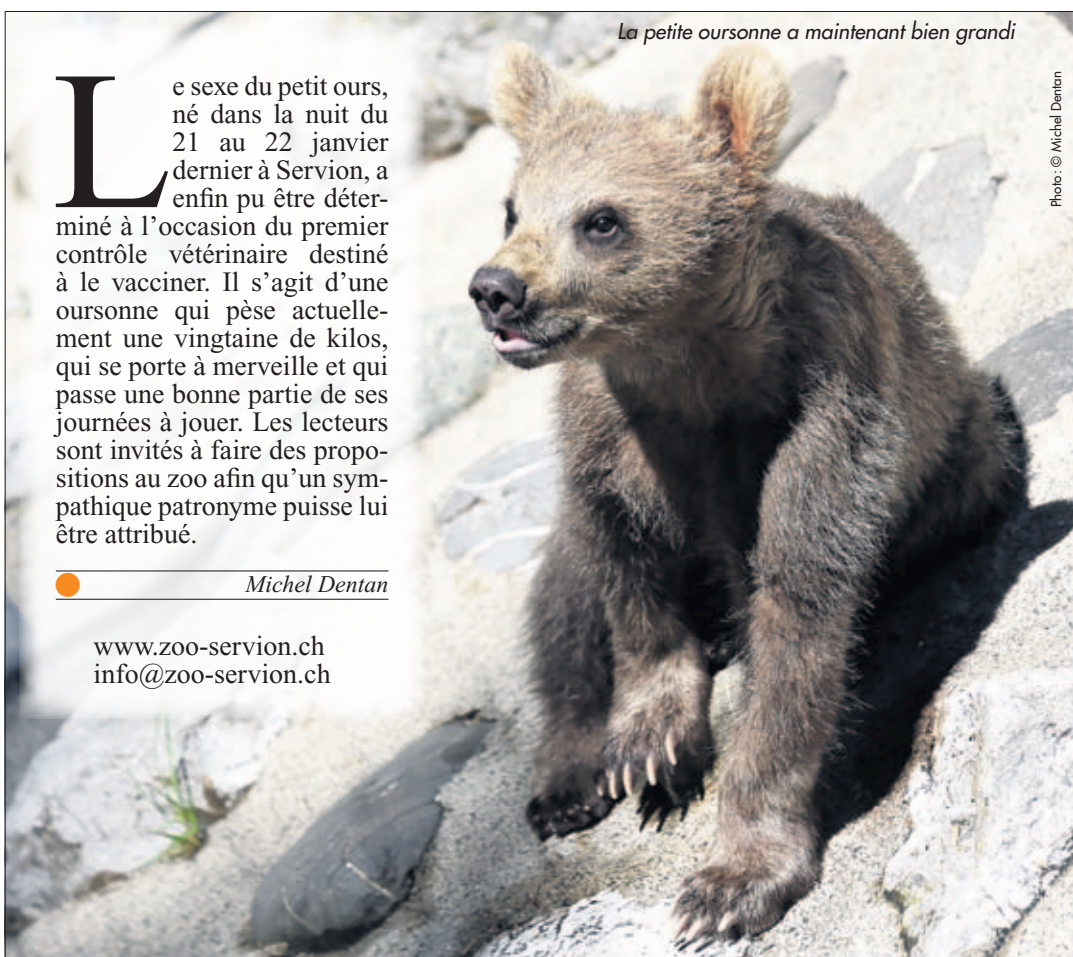 La petite oursonne a maintenant bien grandi
Photo: © Michel Dentan
Le sexe du petit ours,
né dans la nuit du
21 au 22 janvier
dernier à Servion, a
enfin pu être déter-
miné à l'occasion du premier
contrôle vétérinaire destiné
à le vacciner. Il s'agit d'une
oursonne qui pèse actuelle-
ment une vingtaine de kilos,
qui se porte à merveille et qui
passe une bonne partie de ses
journées à jouer. Les lecteurs
sont invités à faire des propo-
sitions au zoo afin qu'un sym-
pathique patronyme puisse lui
être attribué.
Michel Dentan
www.zoo-servion.ch
info@zoo-servion.ch